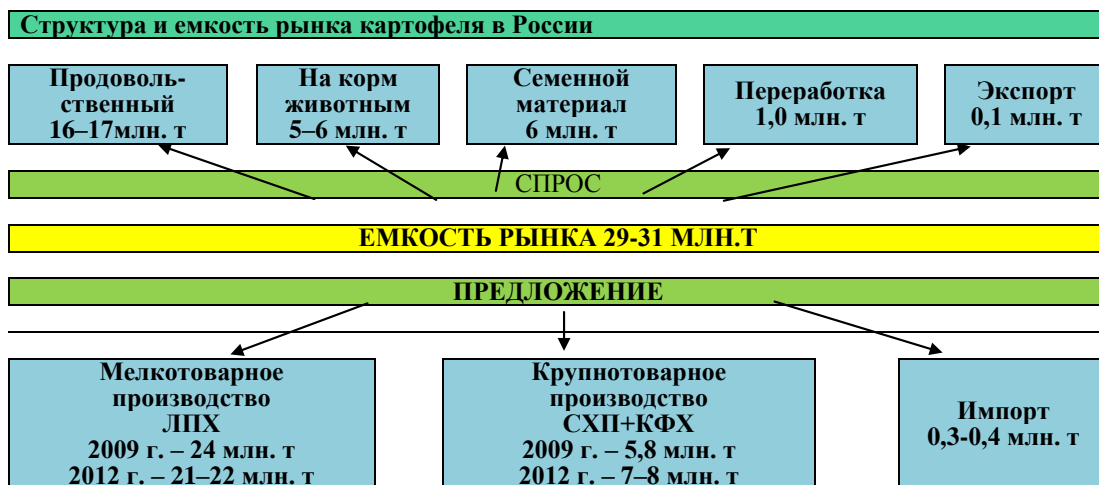 Структура и емкость рынка картофеля в России
Продоволь-
ственный
16–17млн. т
На корм
животным
5–6 млн. т
Семенной
материал
6 млн. т
Переработка
1,0 млн. т
Экспорт
0,1 млн. т
СПРОС
ЕМКОСТЬ РЫНКА 29-31 МЛН.Т
ПРЕДЛОЖЕНИЕ
Мелкотоварное
производство
ЛПХ
2009 г. – 24 млн. т
2012 г. – 21–22 млн. т
Крупнотоварное
производство
СХП+КФХ
2009 г. – 5,8 млн. т
2012 г. – 7–8 млн. т
Импорт
0,3-0,4 млн. т